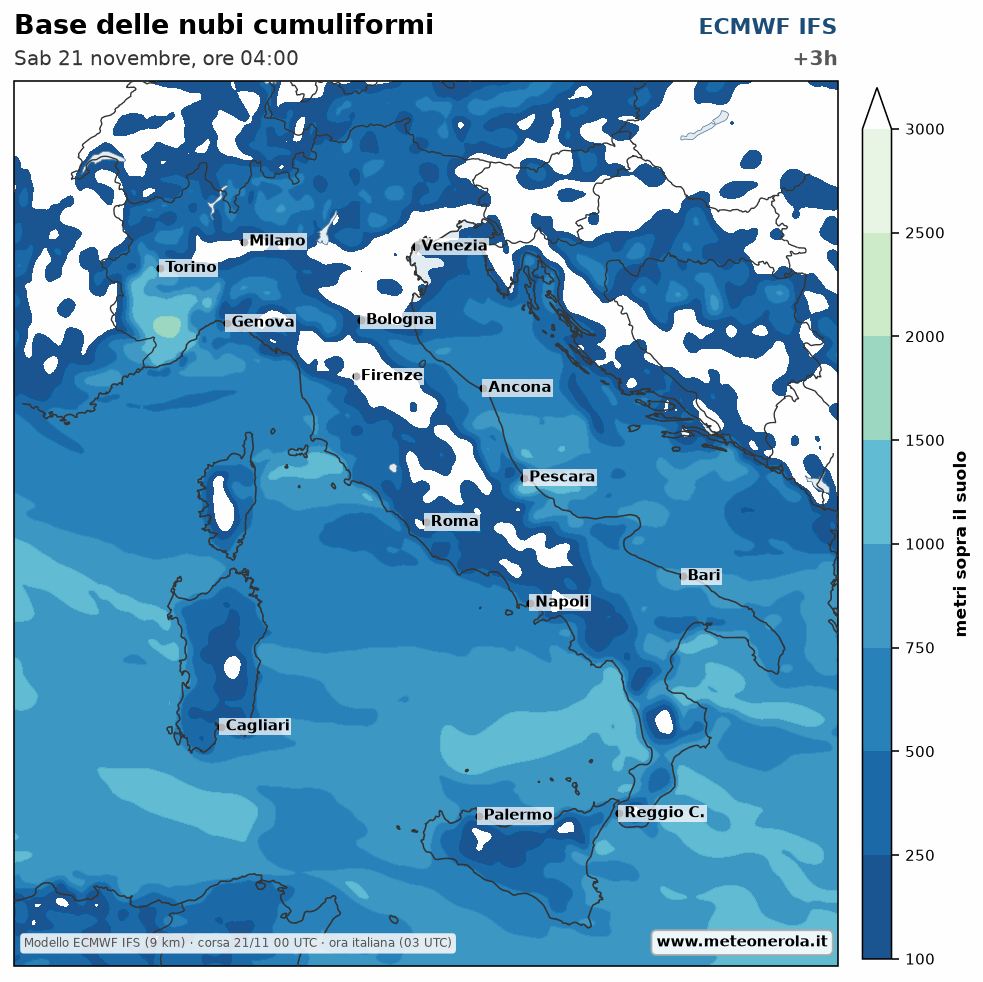 Base delle nubi cumuliformi
ECMWF IFS
Sab 21 novembre, ore 04:00
+3h
Milano
Venezia
Torino
Genova
Bologna
Firenze
Ancona
Pescara
Roma
Bari
Napoli
Cagliari
Palermo
Reggio C.
3000
2500
2000
1500
1000
750
500
250
100
metri sopra il suolo
Modello ECMWF IFS (9 km) · corsa 21/11 00 UTC · ora italiana (03 UTC)
www.meteonerola.it